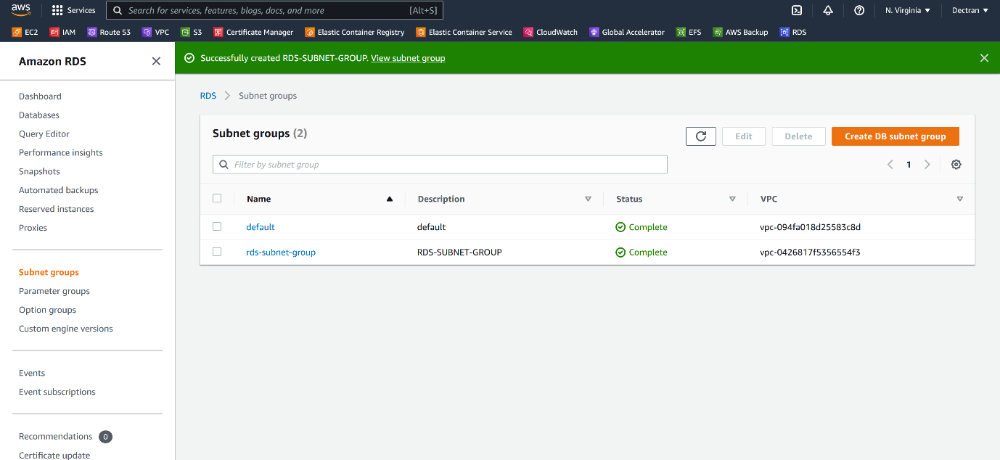 aws Services Search for services, features, blogs, docs, and more [Alt+S] N. Virginia Dectran
EC2 IAM Route 53 VPC S3 Certificate Manager Elastic Container Registry Elastic Container Service CloudWatch Global Accelerator EFS AWS Backup RDS
Amazon RDS
Dashboard
Databases
Query Editor
Performance insights
Snapshots
Automated backups
Reserved instances
Proxies
Subnet groups
Parameter groups
Option groups
Custom engine versions
Events
Event subscriptions
Recommendations 0
Certificate update
Successfully created RDS-SUBNET-GROUP. View subnet group
RDS Subnet groups
Subnet groups (2)
Edit Delete Create DB subnet group
Filter by subnet group 1
Name Description Status VPC
default default Complete vpc-094fa018d25583c8d
rds-subnet-group RDS-SUBNET-GROUP Complete vpc-0426817f5356554f3